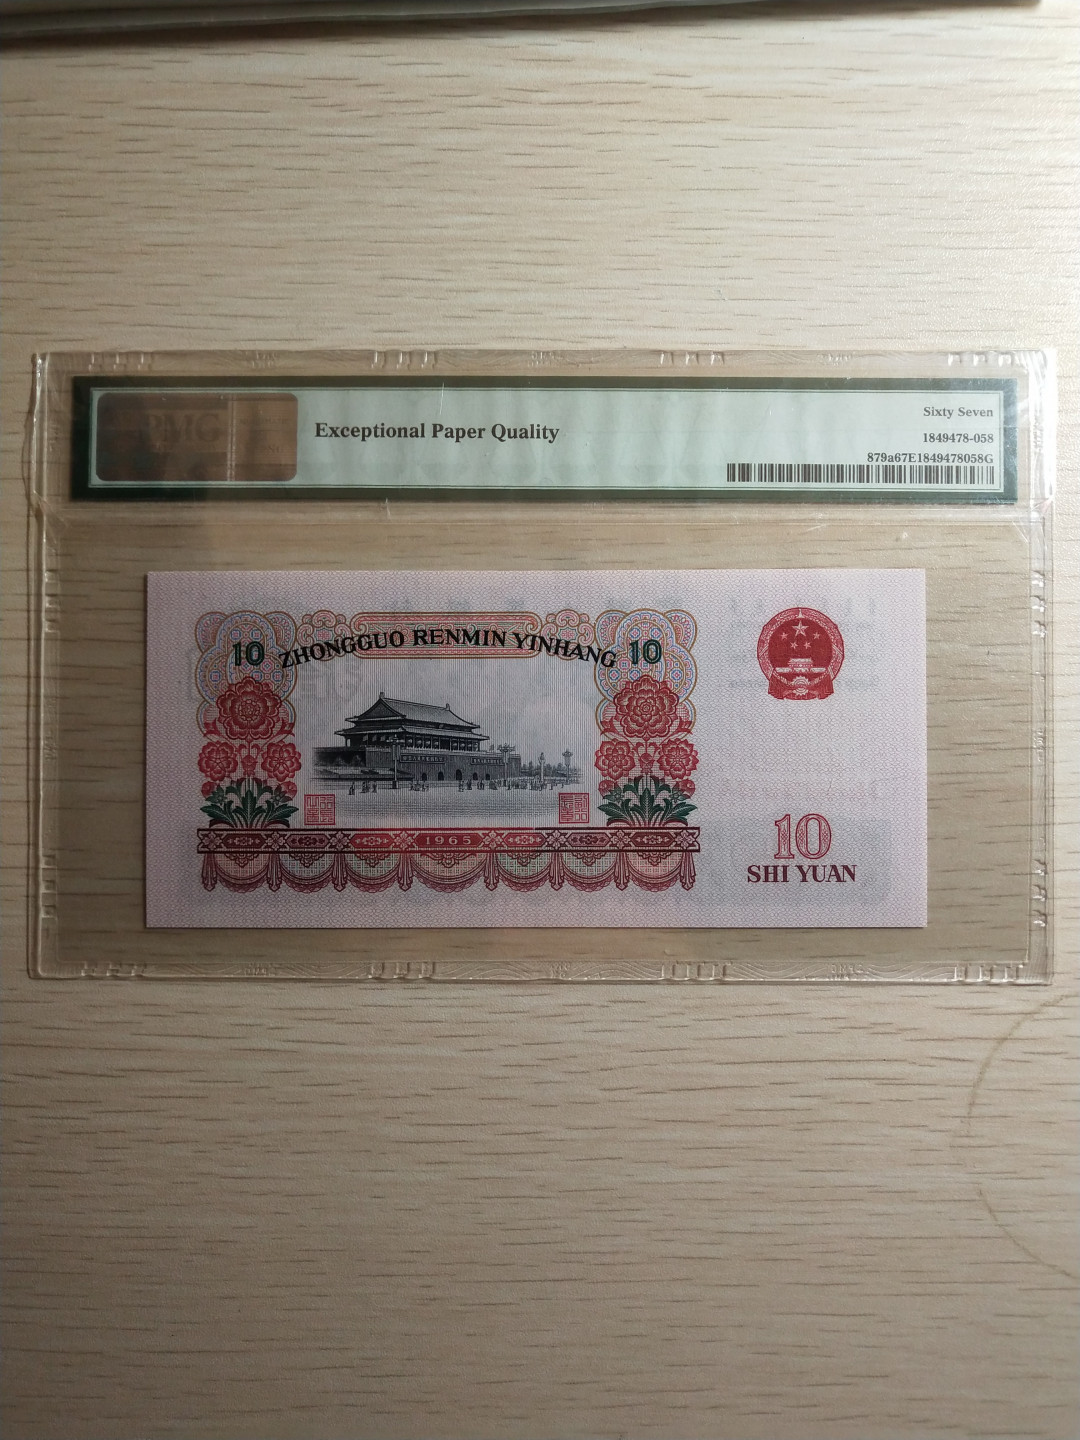 PMG
Exceptional Paper Quality
Sixty Seven
1849478-058
879a67E1849478058G
10 ZHONGGUO RENMIN YINHANG 10
1965
10
SHI YUAN